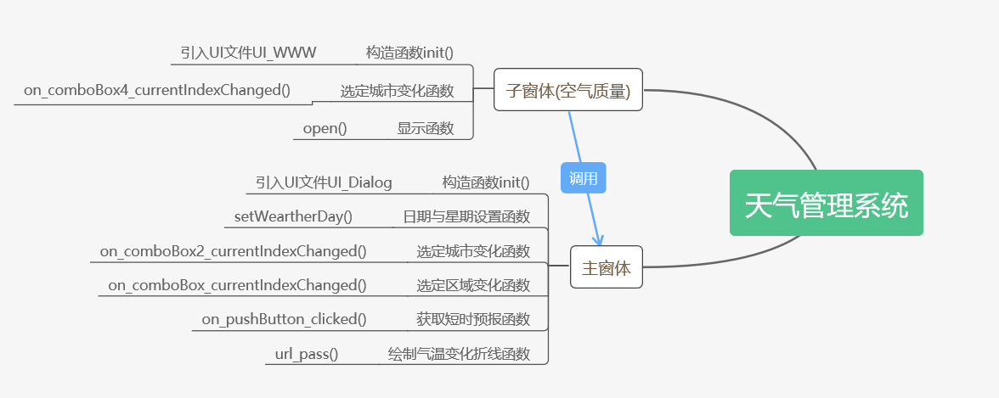 引入UI文件UI_WWW 构造函数init()
on_comboBox4_currentIndexChanged() 选定城市变化函数
open() 显示函数
子窗体(空气质量)
调用
天气管理系统
引入UI文件UI_Dialog 构造函数init()
setWeartherDay() 日期与星期设置函数
on_comboBox2_currentIndexChanged() 选定城市变化函数
on_comboBox_currentIndexChanged() 选定区域变化函数
on_pushButton_clicked() 获取短时预报函数
url_pass() 绘制气温变化折线函数
主窗体